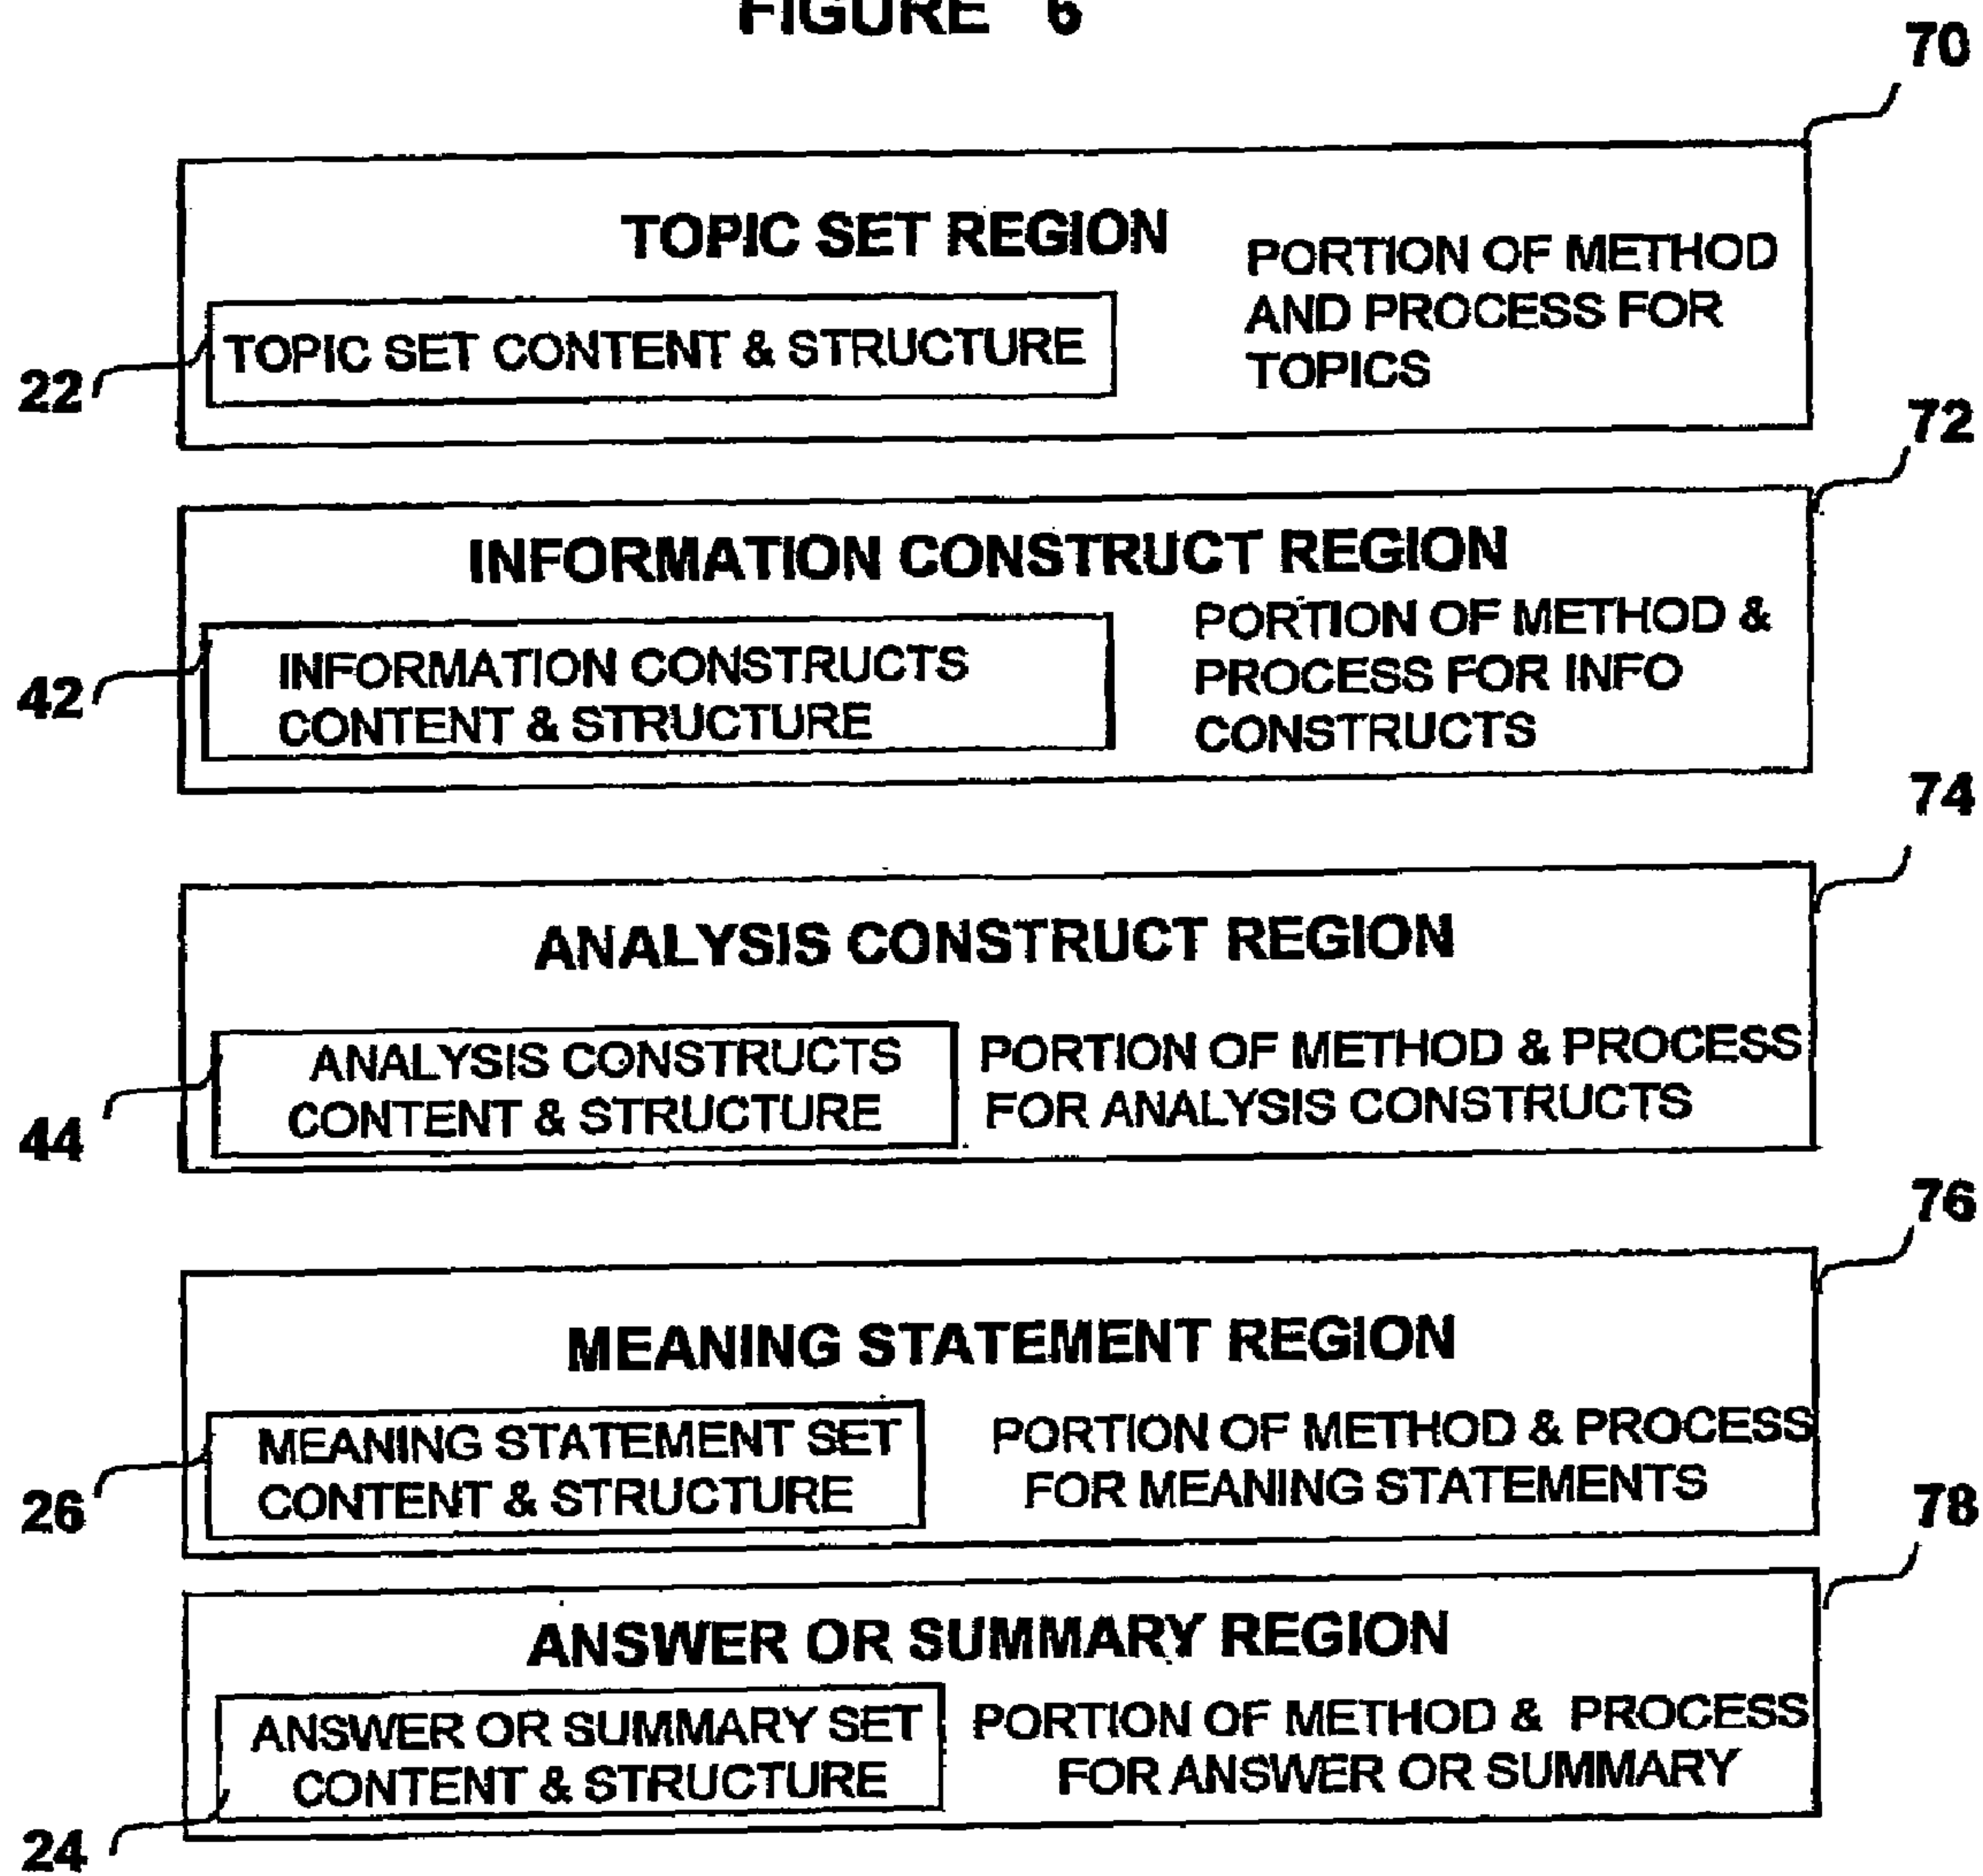 FIGURE 6
70
TOPIC SET REGION
PORTION OF METHOD
AND PROCESS FOR
TOPICS
TOPIC SET CONTENT & STRUCTURE
22
72
INFORMATION CONSTRUCT REGION
PORTION OF METHOD &
PROCESS FOR INFO
CONSTRUCTS
INFORMATION CONSTRUCTS
CONTENT & STRUCTURE
42
74
ANALYSIS CONSTRUCT REGION
ANALYSIS CONSTRUCTS
CONTENT & STRUCTURE
PORTION OF METHOD & PROCESS
FOR ANALYSIS CONSTRUCTS
44
76
MEANING STATEMENT REGION
MEANING STATEMENT SET
CONTENT & STRUCTURE
PORTION OF METHOD & PROCESS
FOR MEANING STATEMENTS
26
78
ANSWER OR SUMMARY REGION
ANSWER OR SUMMARY SET
CONTENT & STRUCTURE
PORTION OF METHOD & PROCESS
FOR ANSWER OR SUMMARY
24